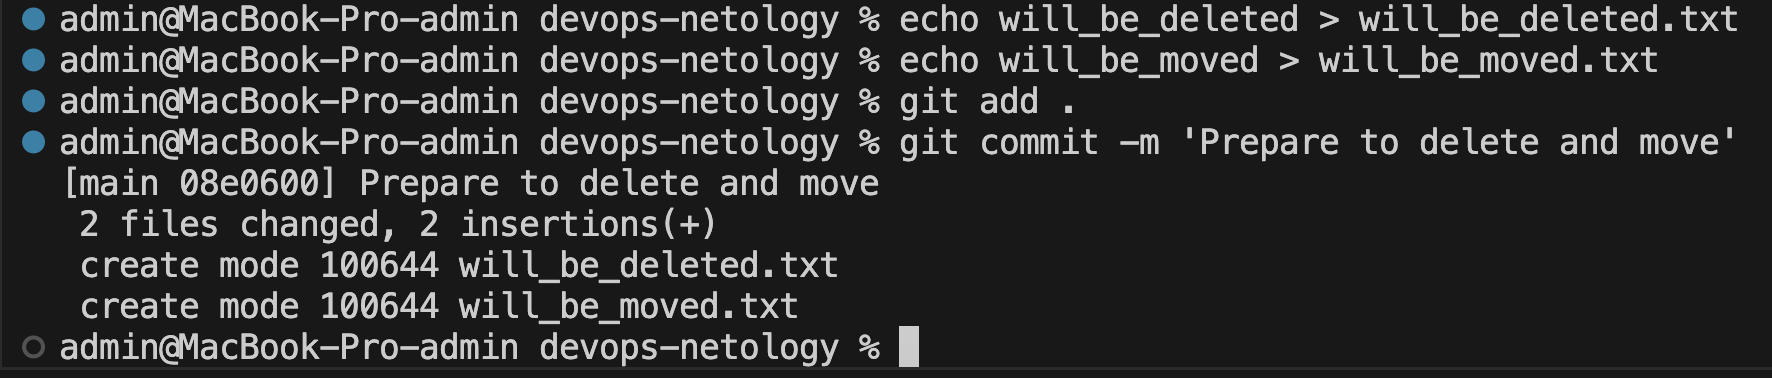 admin@MacBook-Pro-admin devops-netology % echo will_be_deleted > will_be_deleted.txt
admin@MacBook-Pro-admin devops-netology % echo will_be_moved > will_be_moved.txt
admin@MacBook-Pro-admin devops-netology % git add .
admin@MacBook-Pro-admin devops-netology % git commit -m 'Prepare to delete and move'
[main 08e0600] Prepare to delete and move
 2 files changed, 2 insertions(+)
 create mode 100644 will_be_deleted.txt
 create mode 100644 will_be_moved.txt
admin@MacBook-Pro-admin devops-netology %